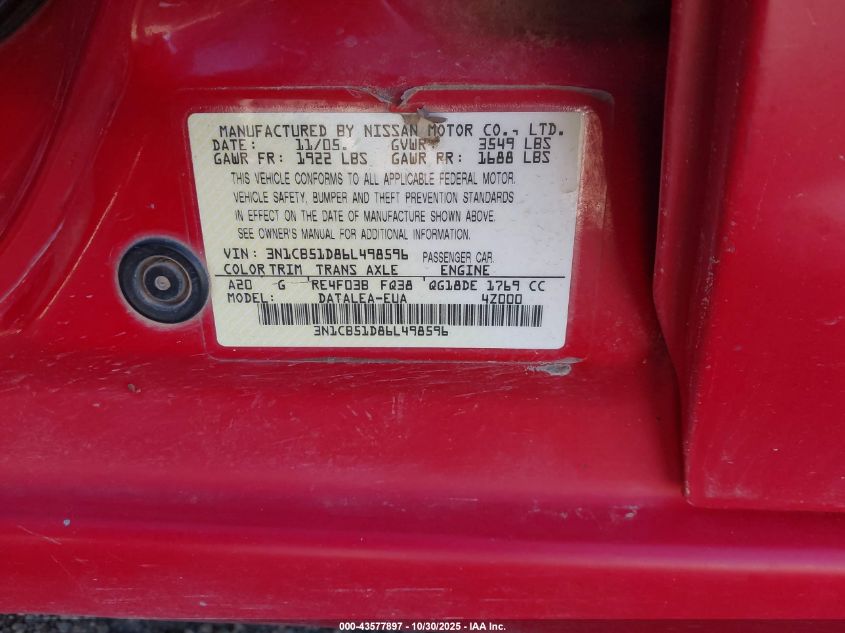 MANUFACTURED BY NISSAN MOTOR CO., LTD.
DATE: 11/05. GVWR: 3549 LBS
GAWR FR: 1922 LBS GAWR RR: 1688 LBS
THIS VEHICLE CONFORMS TO ALL APPLICABLE FEDERAL MOTOR.
VEHICLE SAFETY, BUMPER AND THEFT PREVENTION STANDARDS
IN EFFECT ON THE DATE OF MANUFACTURE SHOWN ABOVE.
SEE OWNER'S MANUAL FOR ADDITIONAL INFORMATION.
VIN: 3N1CB51D86L498596 PASSENGER CAR.
COLOR TRIM TRANS AXLE ENGINE
A20 G RE4F03B FQ38 QG18DE 1769 CC
MODEL: DATALEA-EUA 4Z000
3N1CB51D86L498596
000-43577897 - 10/30/2025 - IAA Inc.